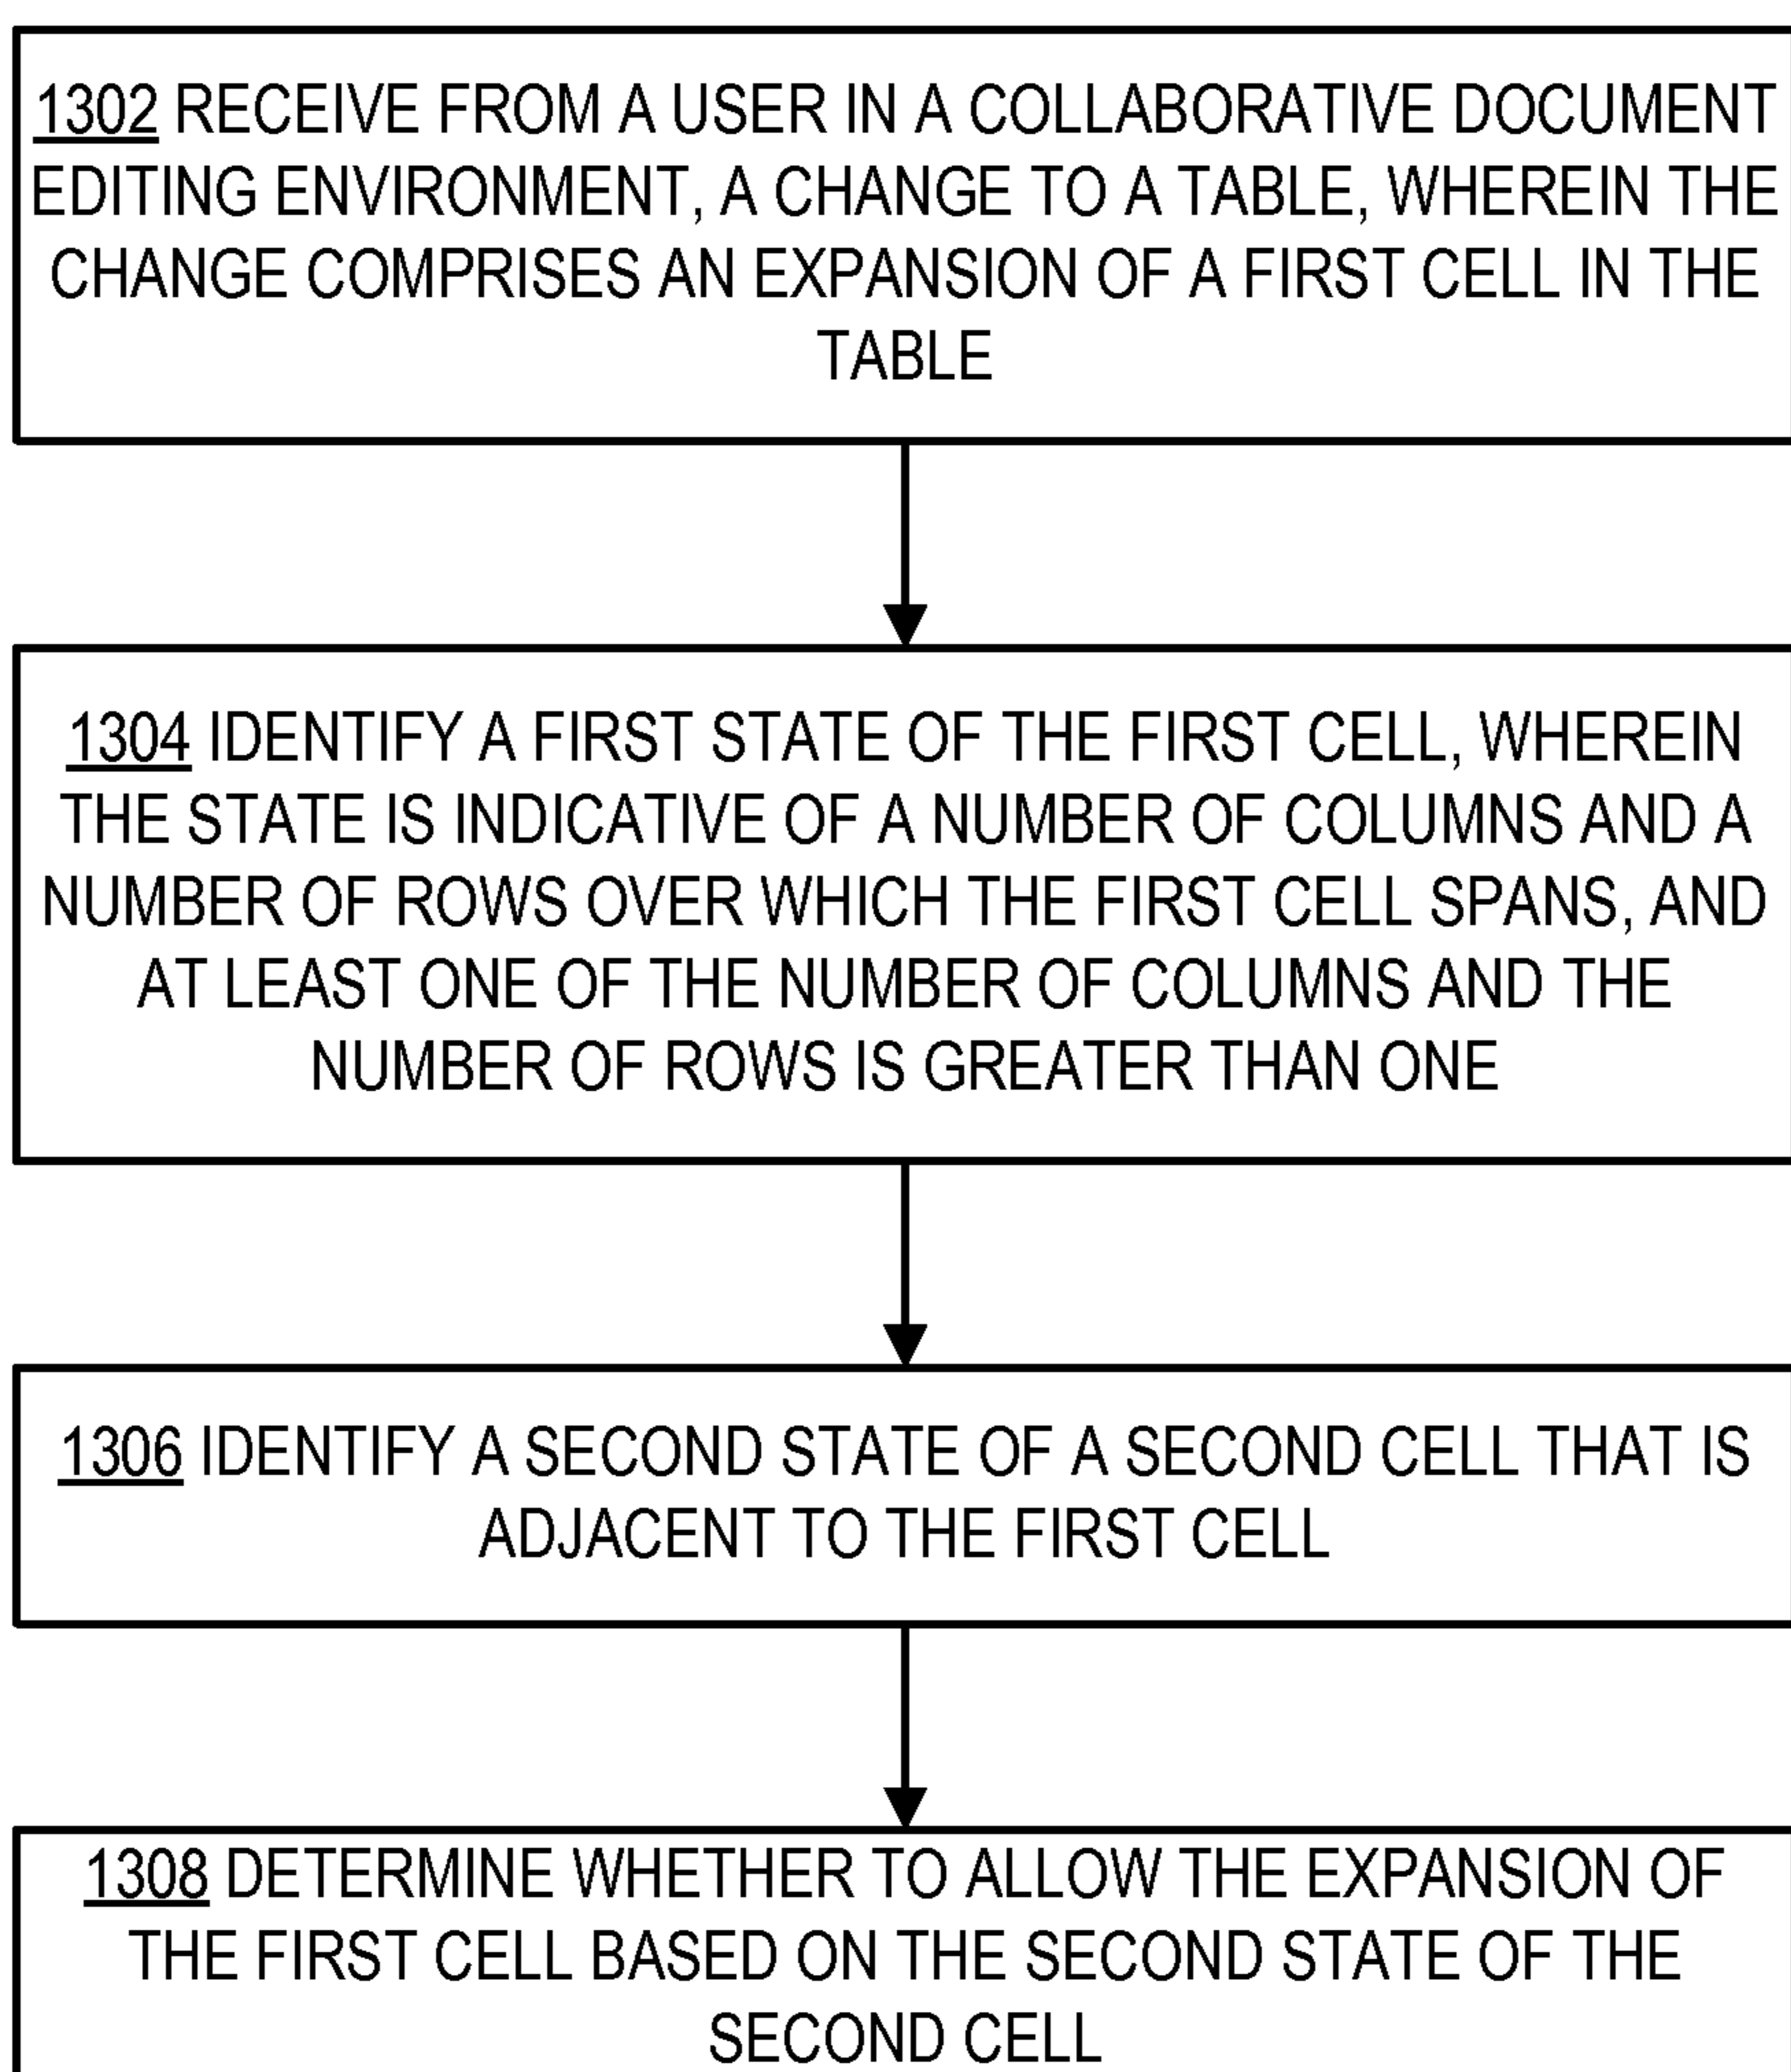 1302 RECEIVE FROM A USER IN A COLLABORATIVE DOCUMENT
EDITING ENVIRONMENT, A CHANGE TO A TABLE, WHEREIN THE
CHANGE COMPRISES AN EXPANSION OF A FIRST CELL IN THE
TABLE
1304 IDENTIFY A FIRST STATE OF THE FIRST CELL, WHEREIN
THE STATE IS INDICATIVE OF A NUMBER OF COLUMNS AND A
NUMBER OF ROWS OVER WHICH THE FIRST CELL SPANS, AND
AT LEAST ONE OF THE NUMBER OF COLUMNS AND THE
NUMBER OF ROWS IS GREATER THAN ONE
1306 IDENTIFY A SECOND STATE OF A SECOND CELL THAT IS
ADJACENT TO THE FIRST CELL
1308 DETERMINE WHETHER TO ALLOW THE EXPANSION OF
THE FIRST CELL BASED ON THE SECOND STATE OF THE
SECOND CELL